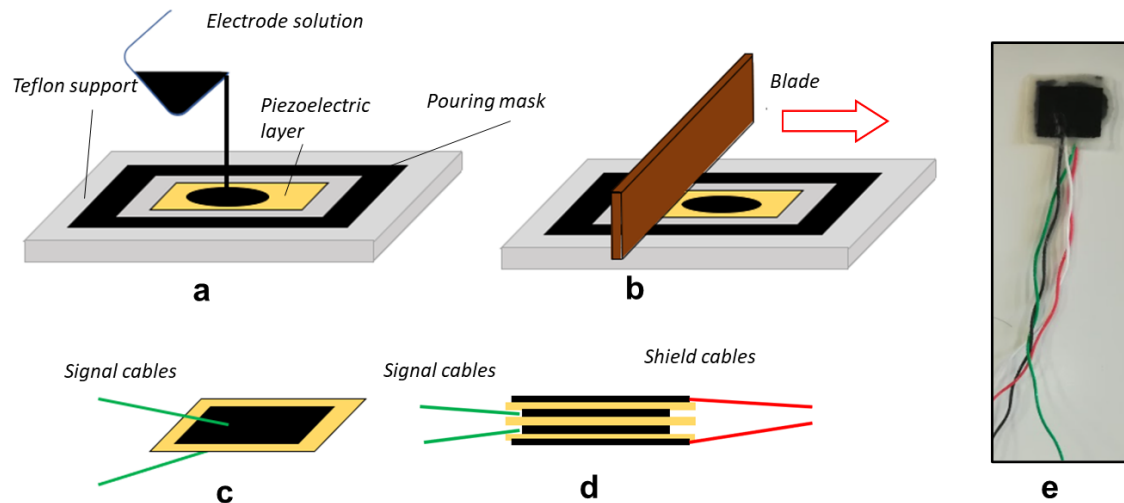 Electrode solution
Teflon support
Piezoelectric
layer
Pouring mask
Blade
a
b
Signal cables
Signal cables
Shield cables
c
d
e